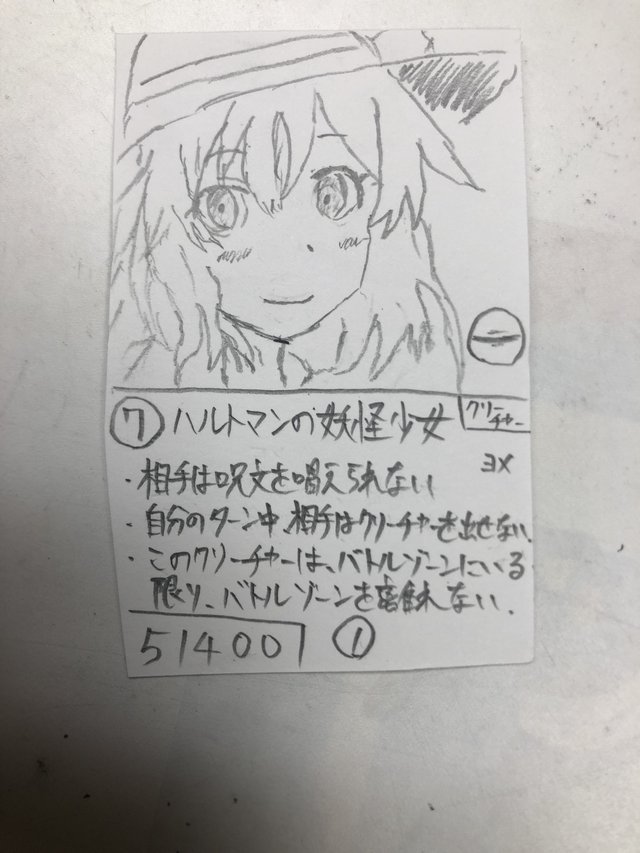 一
クリーチャー
7 ハルトマンの妖怪少女
ヨメ
・相手は呪文を唱えられない
・自分のターン中、相手はクリーチャーを出せない。
・このクリーチャーは、バトルゾーンにいる
限り、バトルゾーンを離れない。
514001 1